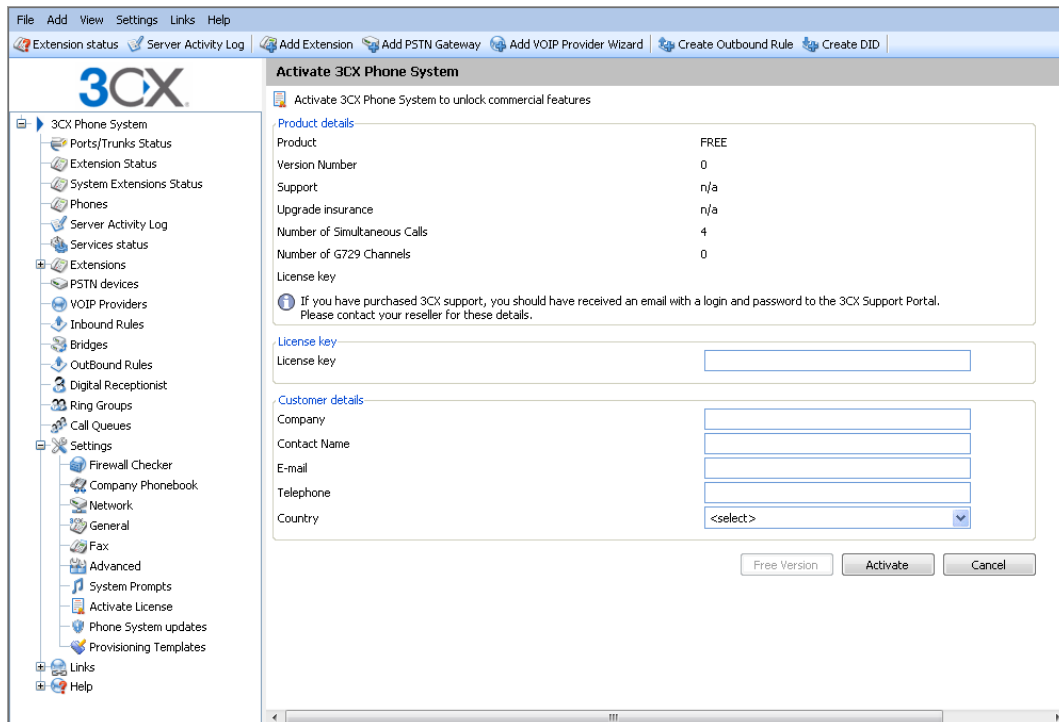 File Add View Settings Links Help
Extension status Server Activity Log Add Extension Add PSTN Gateway Add VOIP Provider Wizard Create Outbound Rule Create DID
3CX
3CX Phone System
Ports/Trunks Status
Extension Status
System Extensions Status
Phones
Server Activity Log
Services status
Extensions
PSTN devices
VOIP Providers
Inbound Rules
Bridges
OutBound Rules
Digital Receptionist
Ring Groups
Call Queues
Settings
Firewall Checker
Company Phonebook
Network
General
Fax
Advanced
System Prompts
Activate License
Phone System updates
Provisioning Templates
Links
Help
Activate 3CX Phone System
Activate 3CX Phone System to unlock commercial features
Product details
Product FREE
Version Number 0
Support n/a
Upgrade insurance n/a
Number of Simultaneous Calls 4
Number of G729 Channels 0
License key
If you have purchased 3CX support, you should have received an email with a login and password to the 3CX Support Portal.
Please contact your reseller for these details.
License key
License key
Customer details
Company
Contact Name
E-mail
Telephone
Country <select>
Free Version Activate Cancel